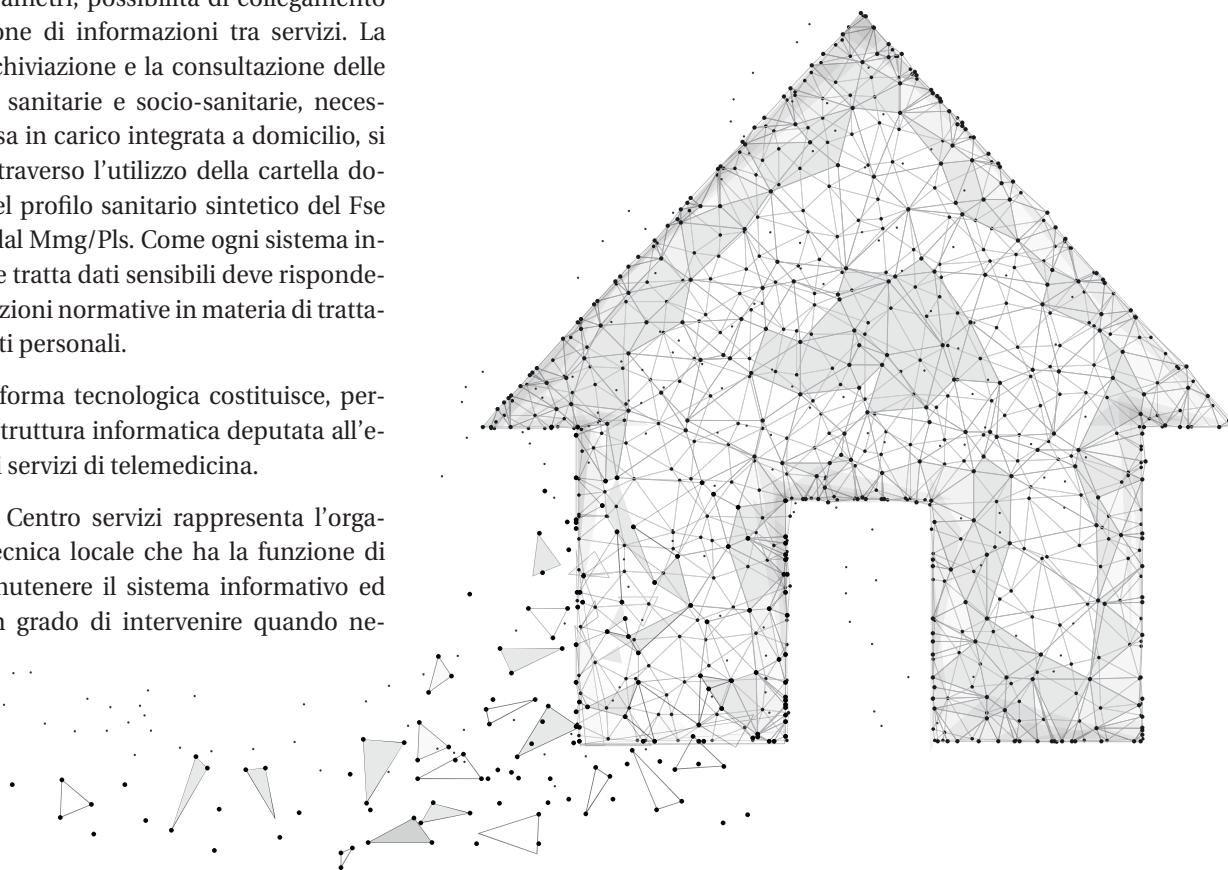 ametri, possibilità di collegamento
one di informazioni tra servizi. La
chiviazione e la consultazione delle
sanitarie e socio-sanitarie, neces-
sa in carico integrata a domicilio, si
traverso l'utilizzo della cartella do-
el profilo sanitario sintetico del Fse
dal Mmg/Pls. Come ogni sistema in-
e tratta dati sensibili deve risponde-
zioni normative in materia di tratta-
ti personali.
forma tecnologica costituisce, per-
truttura informatica deputata all'e-
i servizi di telemedicina.
Centro servizi rappresenta l'orga-
ecnica locale che ha la funzione di
nutenere il sistema informativo ed
n grado di intervenire quando ne-